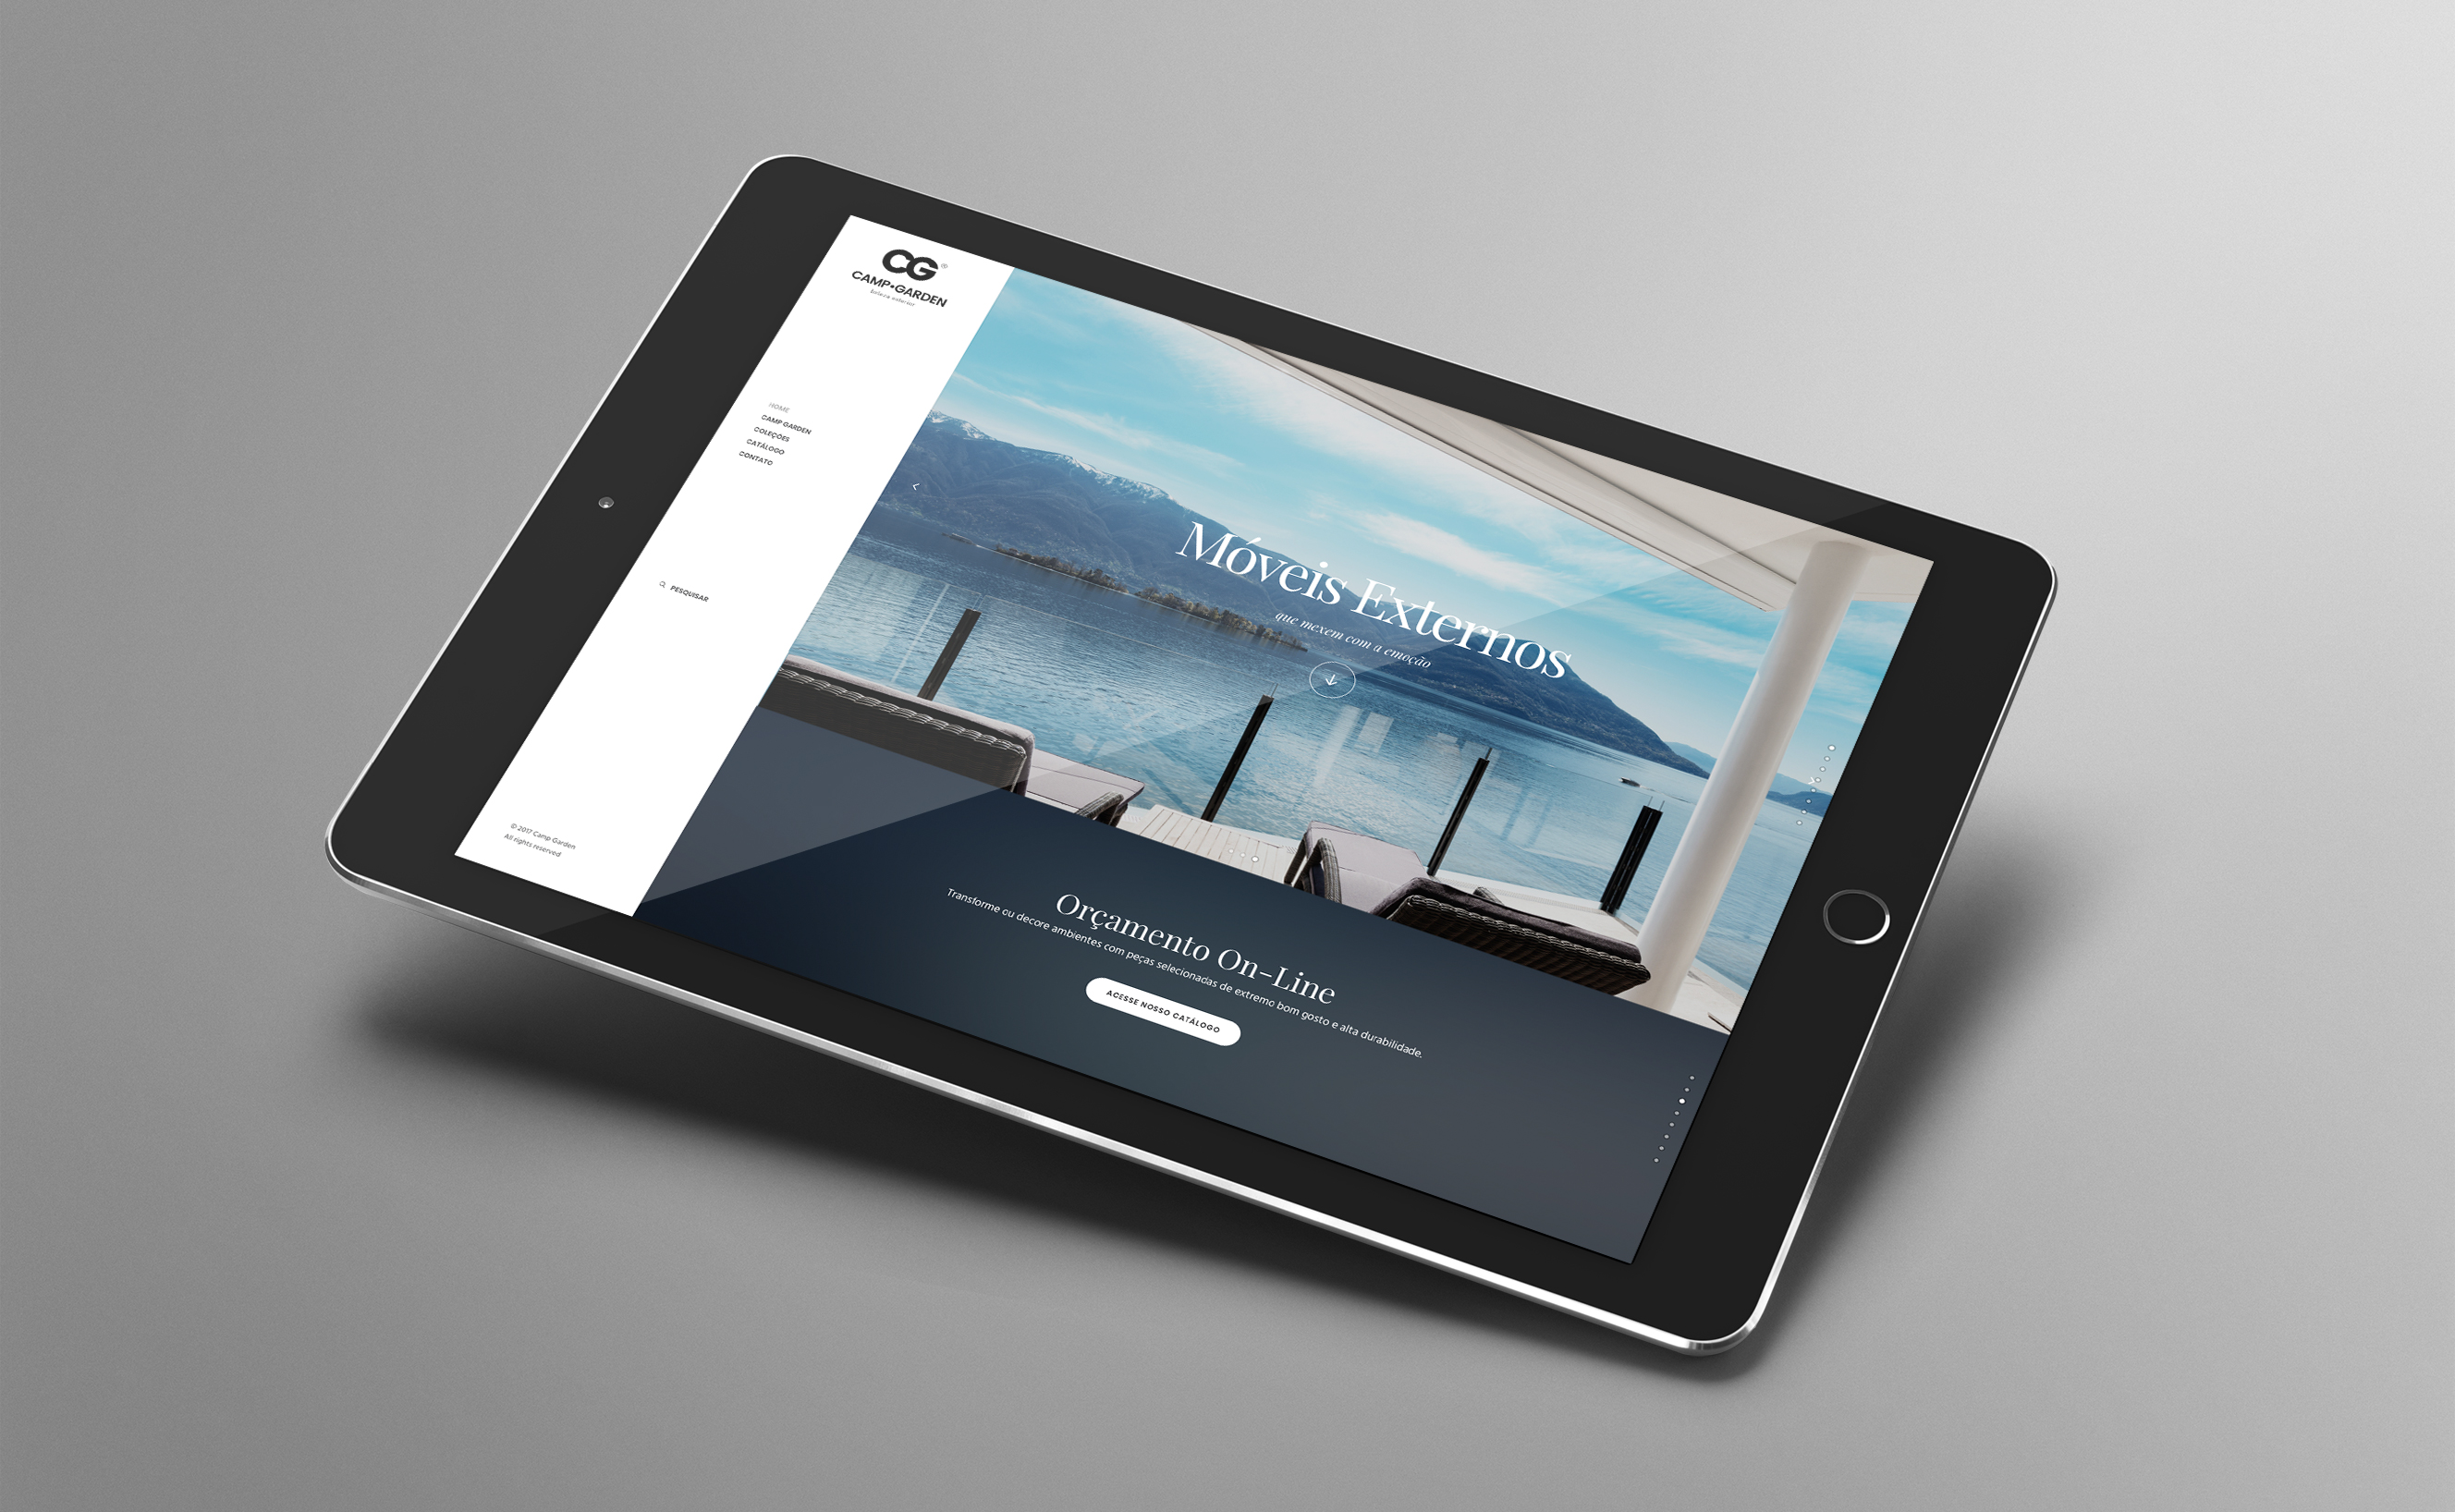 CG®
CAMP•GARDEN
beleza exterior
HOME
CAMP GARDEN
COLEÇÕES
CATÁLOGO
CONTATO
PESQUISAR
© 2017 Camp Garden
All rights reserved
Móveis Externos
que mexem com a emoção
Orçamento On-Line
Transforme ou decore ambientes com peças selecionadas de extremo bom gosto e alta durabilidade.
ACESSE NOSSO CATÁLOGO